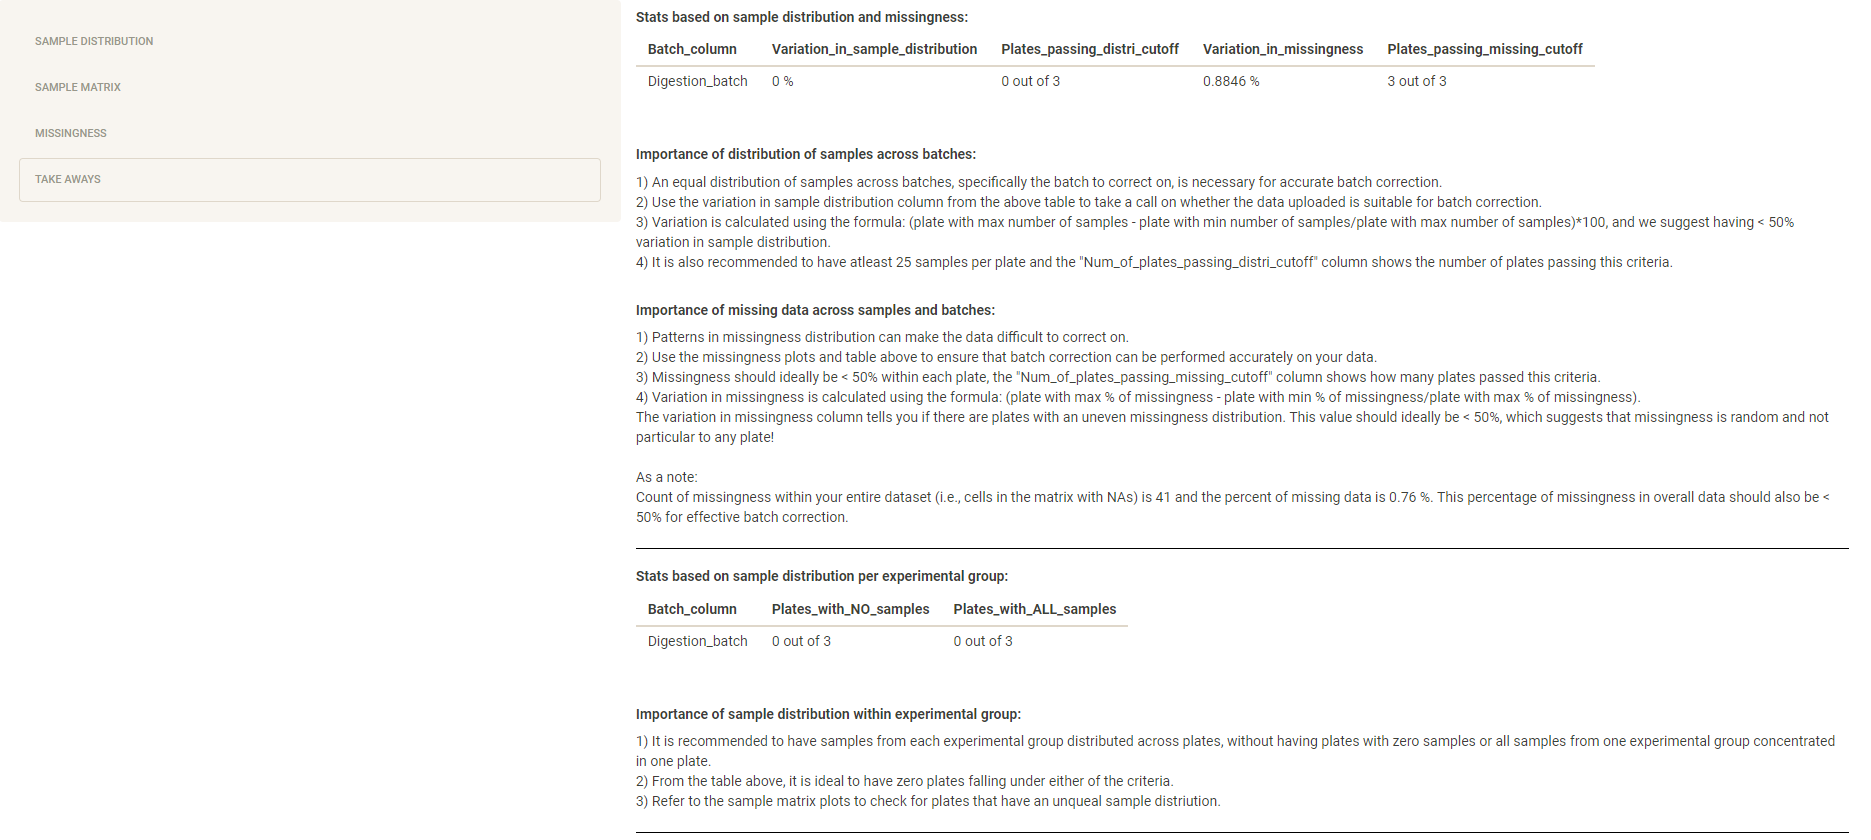 SAMPLE DISTRIBUTION
SAMPLE MATRIX
MISSINGNESS
TAKE AWAYS
Stats based on sample distribution and missingness:
Batch_column Variation_in_sample_distribution Plates_passing_distri_cutoff Variation_in_missingness Plates_passing_missing_cutoff
Digestion_batch 0 % 0 out of 3 0.8846 % 3 out of 3
Importance of distribution of samples across batches:
1) An equal distribution of samples across batches, specifically the batch to correct on, is necessary for accurate batch correction.
2) Use the variation in sample distribution column from the above table to take a call on whether the data uploaded is suitable for batch correction.
3) Variation is calculated using the formula: (plate with max number of samples - plate with min number of samples/plate with max number of samples)*100, and we suggest having < 50%
variation in sample distribution.
4) It is also recommended to have atleast 25 samples per plate and the "Num_of_plates_passing_distri_cutoff" column shows the number of plates passing this criteria.
Importance of missing data across samples and batches:
1) Patterns in missingness distribution can make the data difficult to correct on.
2) Use the missingness plots and table above to ensure that batch correction can be performed accurately on your data.
3) Missingness should ideally be < 50% within each plate, the "Num_of_plates_passing_missing_cutoff" column shows how many plates passed this criteria.
4) Variation in missingness is calculated using the formula: (plate with max % of missingness - plate with min % of missingness/plate with max % of missingness).
The variation in missingness column tells you if there are plates with an uneven missingness distribution. This value should ideally be < 50%, which suggests that missingness is random and not
particular to any plate!
As a note:
Count of missingness within your entire dataset (i.e., cells in the matrix with NAs) is 41 and the percent of missing data is 0.76 %. This percentage of missingness in overall data should also be <
50% for effective batch correction.
Stats based on sample distribution per experimental group:
Batch_column Plates_with_NO_samples Plates_with_ALL_samples
Digestion_batch 0 out of 3 0 out of 3
Importance of sample distribution within experimental group:
1) It is recommended to have samples from each experimental group distributed across plates, without having plates with zero samples or all samples from one experimental group concentrated
in one plate.
2) From the table above, it is ideal to have zero plates falling under either of the criteria.
3) Refer to the sample matrix plots to check for plates that have an unqueal sample distriution.